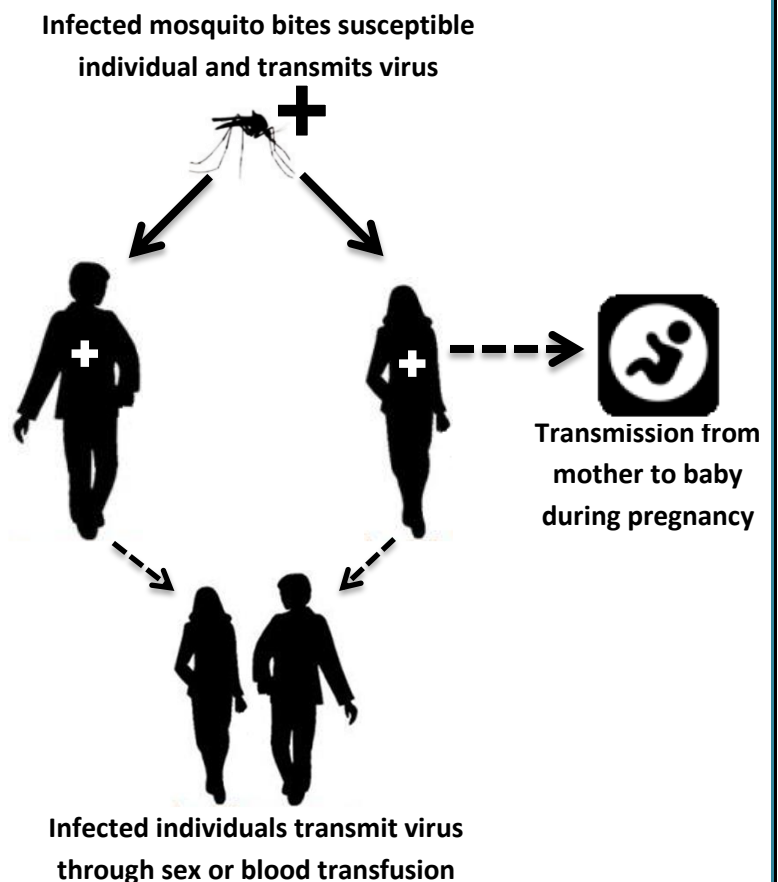 Infected mosquito bites susceptible
individual and transmits virus
Transmission from
mother to baby
during pregnancy
Infected individuals transmit virus
through sex or blood transfusion